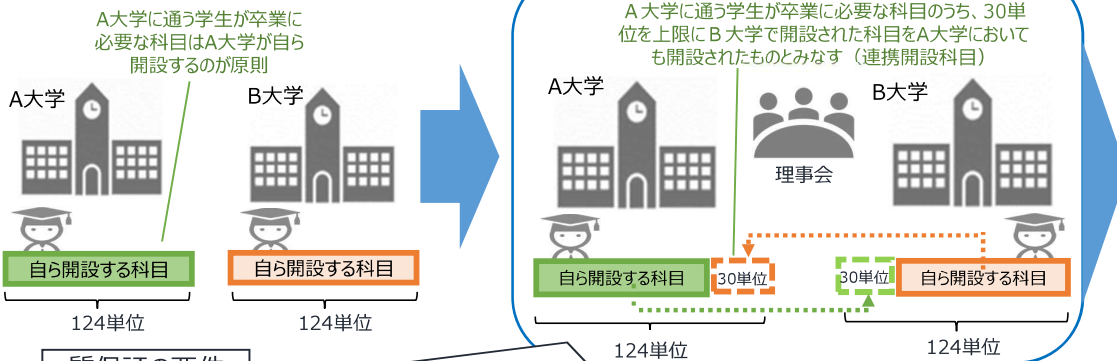 A大学に通う学生が卒業に
必要な科目はA大学が自ら
開設するのが原則
A大学
B大学
自ら開設する科目
自ら開設する科目
124単位
124単位
A大学に通う学生が卒業に必要な科目のうち、30単
位を上限にB大学で開設された科目をA大学において
も開設されたものとみなす（連携開設科目）
A大学
B大学
理事会
自ら開設する科目
30単位
30単位
自ら開設する科目
124単位
124単位
質保証の要件